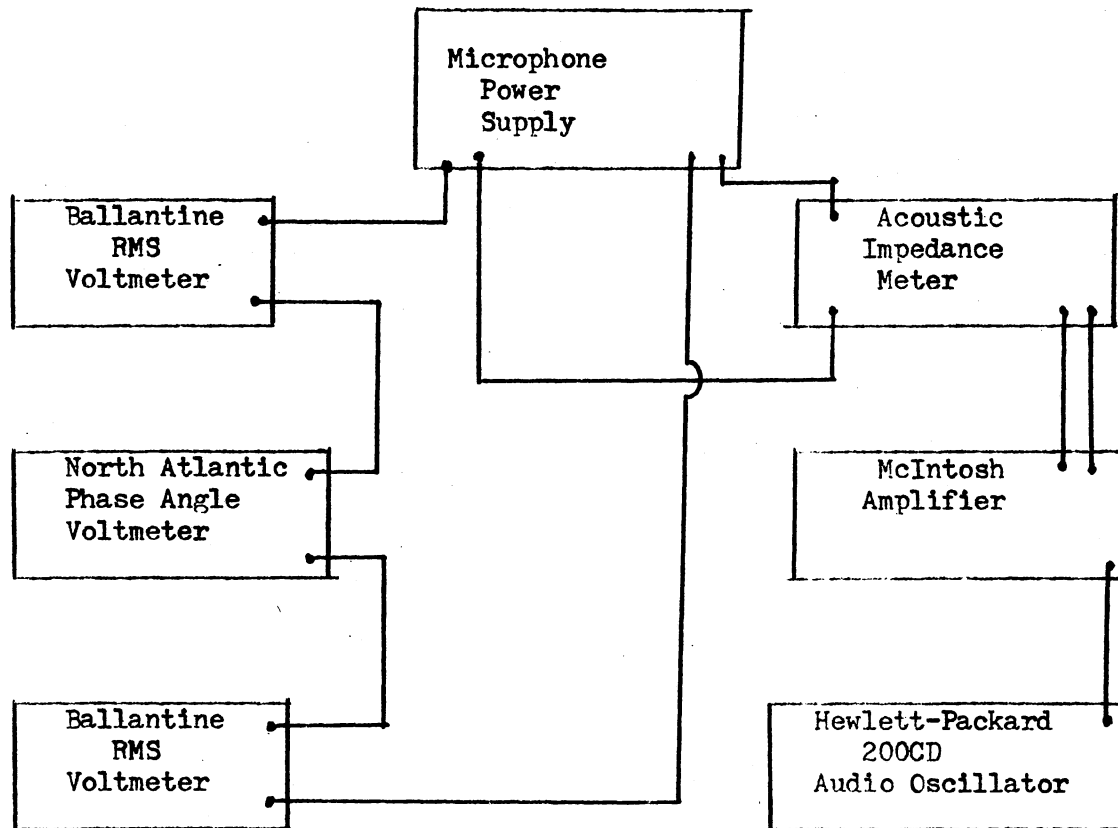 Microphone
Power
Supply
Ballantine
RMS
Voltmeter
Acoustic
Impedance
Meter
North Atlantic
Phase Angle
Voltmeter
McIntosh
Amplifier
Ballantine
RMS
Voltmeter
Hewlett-Packard
200CD
Audio Oscillator